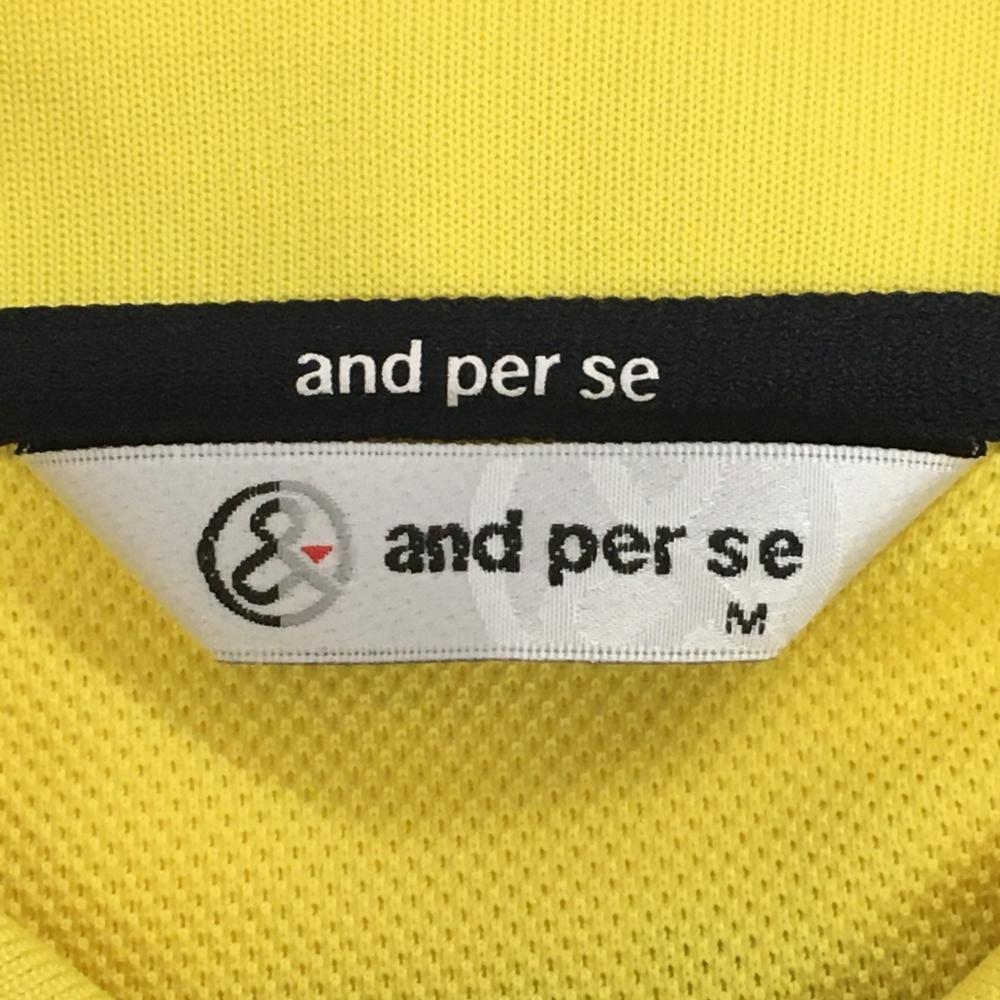 and per se
& and per se
M